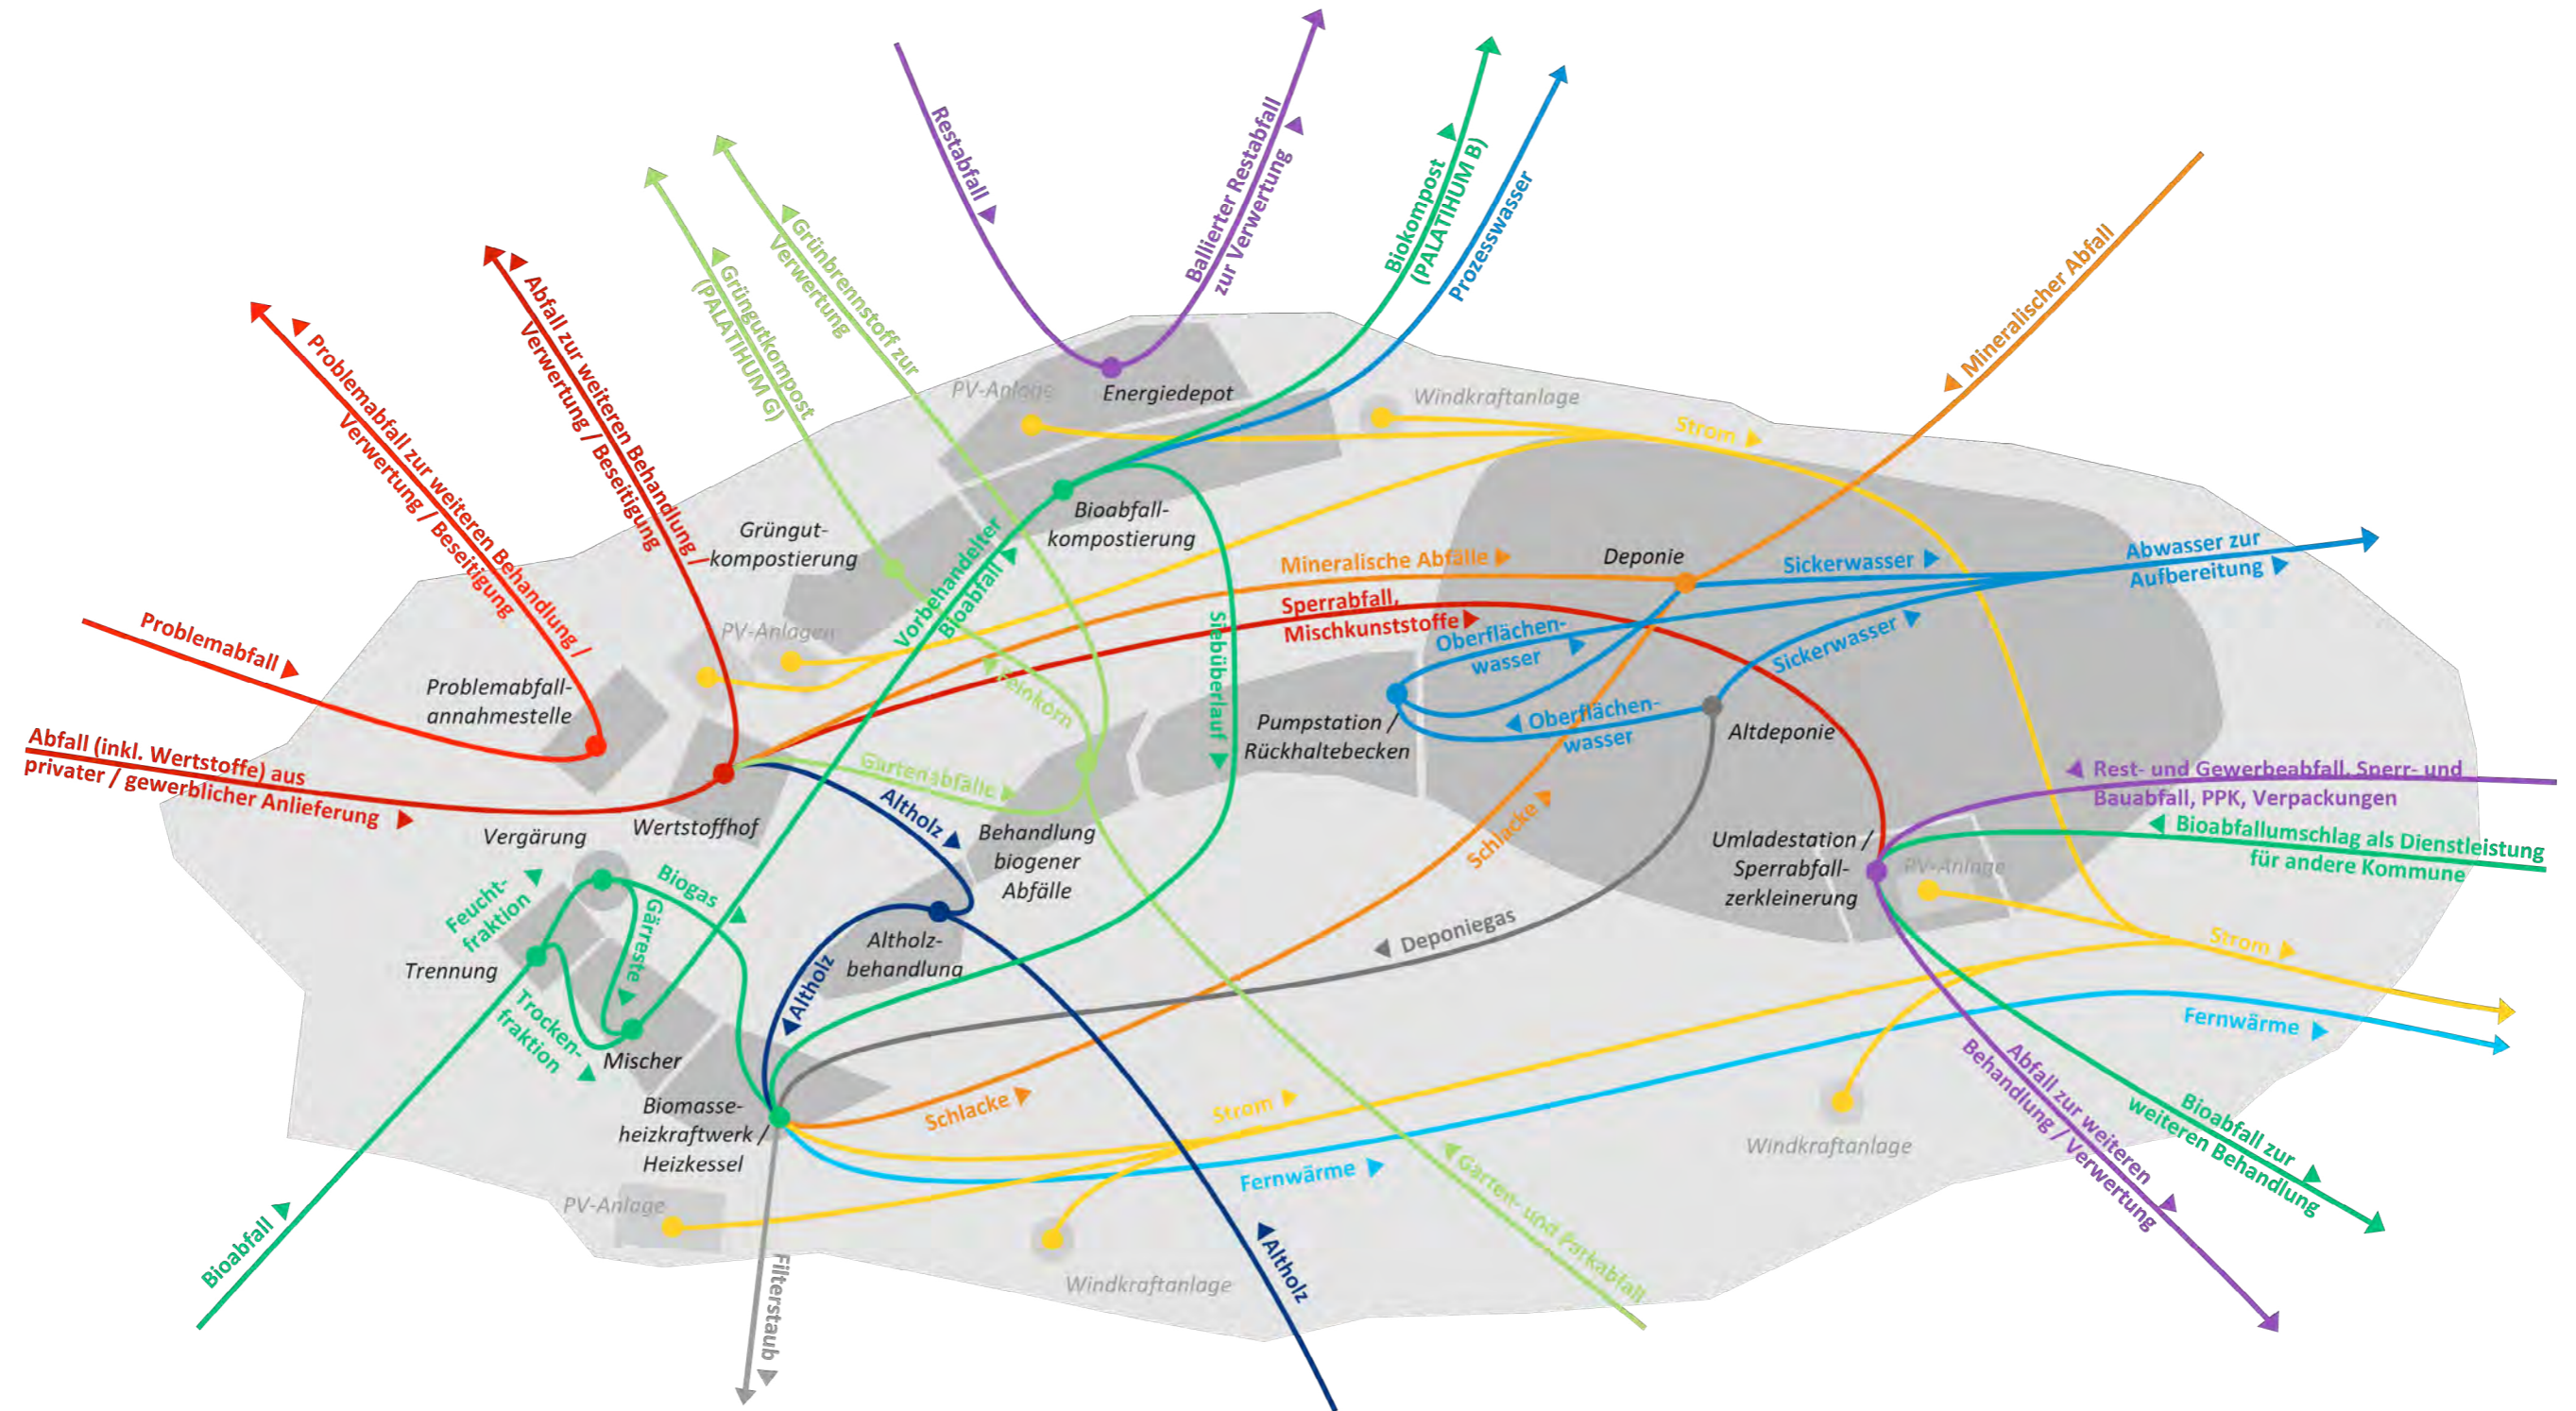 Restabfall
Ballierter Restabfall
zur Verwertung
Biokompost
(PALATIHUM B)
Prozesswasser
Mineralischer Abfall
Grünbrennstoff zur
Verwertung
Grüngutkompost
(PALATIHUM G)
Abfall zur weiteren Behandlung /
Verwertung / Beseitigung
Problemabfall zur weiteren Behandlung /
Verwertung / Beseitigung
PV-Anlage
Energiedepot
Windkraftanlage
Strom
Grüngut-
kompostierung
Bioabfall-
kompostierung
Vorbehandelter
Bioabfall
Mineralische Abfälle
Deponie
Sickerwasser
Abwasser zur
Aufbereitung
Sperrabfall,
Mischkunststoffe
Siebüberlauf
Problemabfall
PV-Anlagen
Oberflächen-
wasser
Sickerwasser
Feinkorn
Problemabfall-
annahmestelle
Pumpstation /
Rückhaltebecken
Oberflächen-
wasser
Altdeponie
Abfall (inkl. Wertstoffe) aus
privater / gewerblicher Anlieferung
Gartenabfälle
Rest- und Gewerbeabfall, Sperr- und
Bauabfall, PPK, Verpackungen
Vergärung
Wertstoffhof
Altholz
Behandlung
biogener
Abfälle
Schlacke
Umladestation /
Sperrabfall-
zerkleinerung
PV-Anlage
Bioabfallumschlag als Dienstleistung
für andere Kommune
Feucht-
fraktion
Biogas
Gärreste
Trennung
Altholz-
behandlung
Altholz
Deponiegas
Strom
Trocken-
fraktion
Mischer
Fernwärme
Biomasse-
heizkraftwerk /
Heizkessel
Schlacke
Strom
Fernwärme
Windkraftanlage
Abfall zur weiteren
Behandlung / Verwertung
Bioabfall zur
weiteren Behandlung
Garten- und Parkabfall
PV-Anlage
Bioabfall
Filterstaub
Windkraftanlage
Altholz